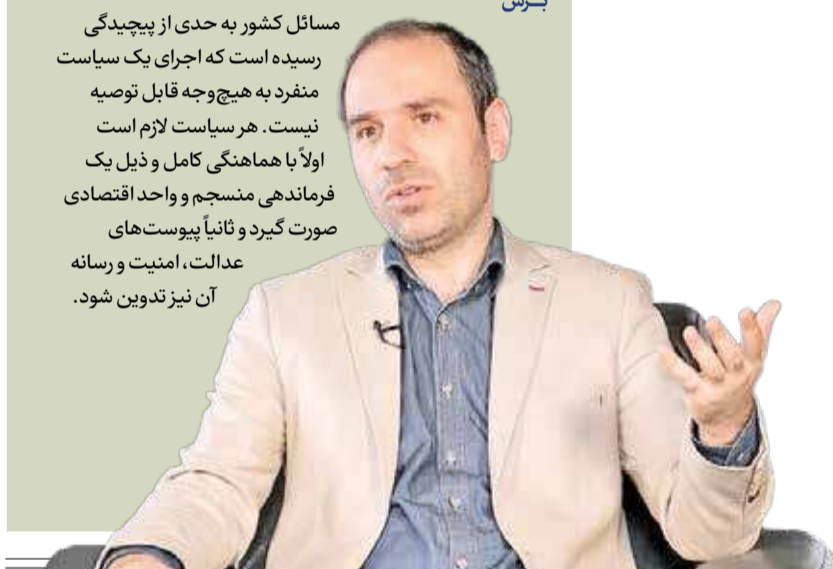 بـرش
مسائل کشور به حدی از پیچیدگی
رسیده است که اجرای یک سیاست
منفرد به هیچ‌وجه قابل توصیه
نیست. هر سیاست لازم است
اولاً با هماهنگی کامل و ذیل یک
فرماندهی منسجم و واحد اقتصادی
صورت گیرد و ثانیاً پیوست‌های
عدالت، امنیت و رسانه
آن نیز تدوین شود.